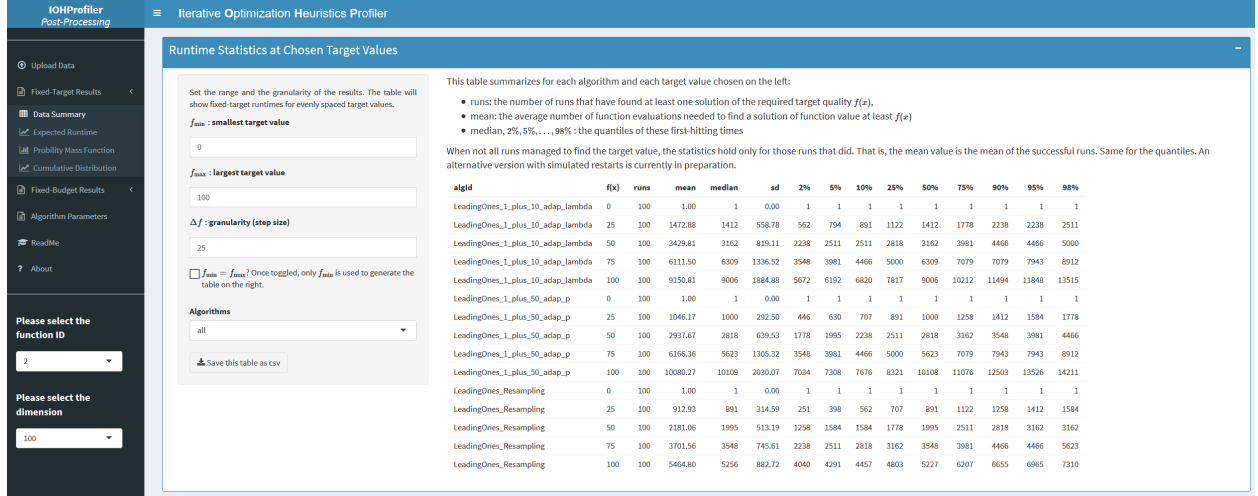 IOHProfiler
Post-Processing
≡ Iterative Optimization Heuristics Profiler
Upload Data
Fixed-Target Results
Data Summary
Expected Runtime
Probility Mass Function
Cumulative Distribution
Fixed-Budget Results
Algorithm Parameters
ReadMe
? About
Please select the
function ID
2
Please select the
dimension
100
Runtime Statistics at Chosen Target Values
Set the range and the granularity of the results. The table will
show fixed-target runtimes for evenly spaced target values.
f_min : smallest target value
0
f_max : largest target value
100
Δf : granularity (step size)
25
f_min = f_max? Once toggled, only f_min is used to generate the
table on the right.
Algorithms
all
Save this table as csv
This table summarizes for each algorithm and each target value chosen on the left:
• runs: the number of runs that have found at least one solution of the required target quality f(x),
• mean: the average number of function evaluations needed to find a solution of function value at least f(x)
• median, 2%, 5%, . . . , 98% : the quantiles of these first-hitting times
When not all runs managed to find the target value, the statistics hold only for those runs that did. That is, the mean value is the mean of the successful runs. Same for the quantiles. An
alternative version with simulated restarts is currently in preparation.
algId f(x) runs mean median sd 2% 5% 10% 25% 50% 75% 90% 95% 98%
LeadingOnes_1_plus_10_adap_lambda 0 100 1.00 1 0.00 1 1 1 1 1 1 1 1 1
LeadingOnes_1_plus_10_adap_lambda 25 100 1472.88 1412 558.78 562 794 891 1122 1412 1778 2238 2238 2511
LeadingOnes_1_plus_10_adap_lambda 50 100 3429.81 3162 819.11 2238 2511 2511 2818 3162 3981 4466 4466 5000
LeadingOnes_1_plus_10_adap_lambda 75 100 6111.50 6309 1336.52 3548 3981 4466 5000 6309 7079 7079 7943 8912
LeadingOnes_1_plus_10_adap_lambda 100 100 9150.81 9006 1884.88 5672 6192 6820 7817 9006 10212 11494 11848 13515
LeadingOnes_1_plus_50_adap_p 0 100 1.00 1 0.00 1 1 1 1 1 1 1 1 1
LeadingOnes_1_plus_50_adap_p 25 100 1046.17 1000 292.50 446 630 707 891 1000 1258 1412 1584 1778
LeadingOnes_1_plus_50_adap_p 50 100 2937.67 2818 639.53 1778 1995 2238 2511 2818 3162 3548 3981 4466
LeadingOnes_1_plus_50_adap_p 75 100 6166.36 5623 1305.32 3548 3981 4466 5000 5623 7079 7943 7943 8912
LeadingOnes_1_plus_50_adap_p 100 100 10080.27 10109 2030.07 7034 7308 7676 8321 10108 11076 12503 13526 14211
LeadingOnes_Resampling 0 100 1.00 1 0.00 1 1 1 1 1 1 1 1 1
LeadingOnes_Resampling 25 100 912.93 891 314.59 251 398 562 707 891 1122 1258 1412 1584
LeadingOnes_Resampling 50 100 2181.06 1995 513.19 1258 1584 1584 1778 1995 2511 2818 3162 3162
LeadingOnes_Resampling 75 100 3701.56 3548 745.61 2238 2511 2818 3162 3548 3981 4466 4466 5623
LeadingOnes_Resampling 100 100 5464.80 5256 882.72 4040 4291 4457 4803 5227 6207 6655 6965 7310